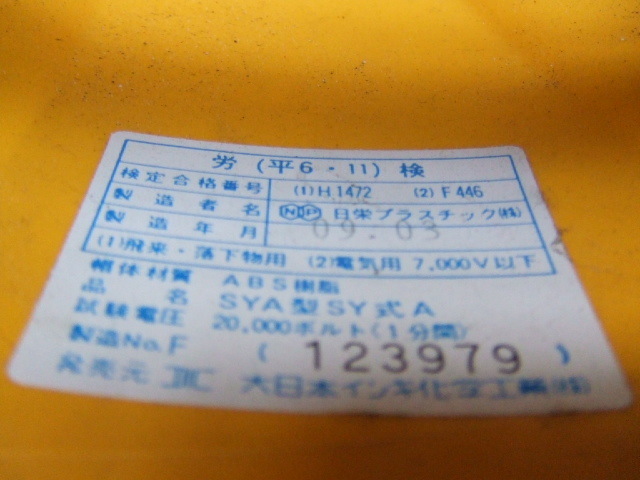 労(平6・11)検
検定合格番号 (1)H1472 (2)F446
製造者名 NP 日栄プラスチック(株)
製造年月 09.03
(1)飛来・落下物用 (2)電気用 7,000V以下
帽体材質 ABS樹脂
品名 SYA型SY式A
試験電圧 20,000ボルト(1分間)
製造No.F (123979)
発売元 DIC 大日本インキ化学工業(株)